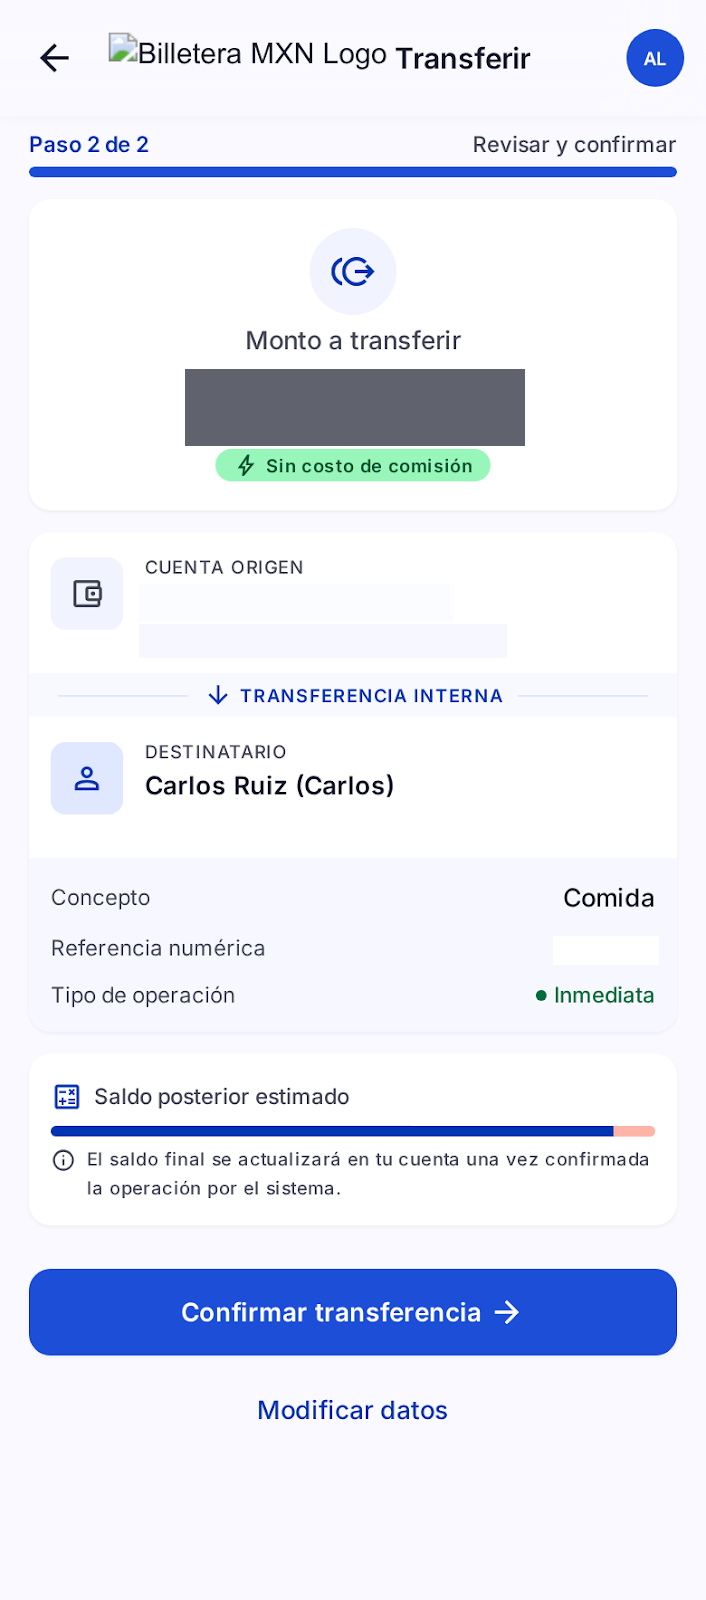 Billetera MXN Logo Transferir
AL
Paso 2 de 2
Revisar y confirmar
Monto a transferir
Sin costo de comisión
CUENTA ORIGEN
TRANSFERENCIA INTERNA
DESTINATARIO
Carlos Ruiz (Carlos)
Concepto
Comida
Referencia numérica
Tipo de operación
Inmediata
Saldo posterior estimado
El saldo final se actualizará en tu cuenta una vez confirmada
la operación por el sistema.
Confirmar transferencia
Modificar datos